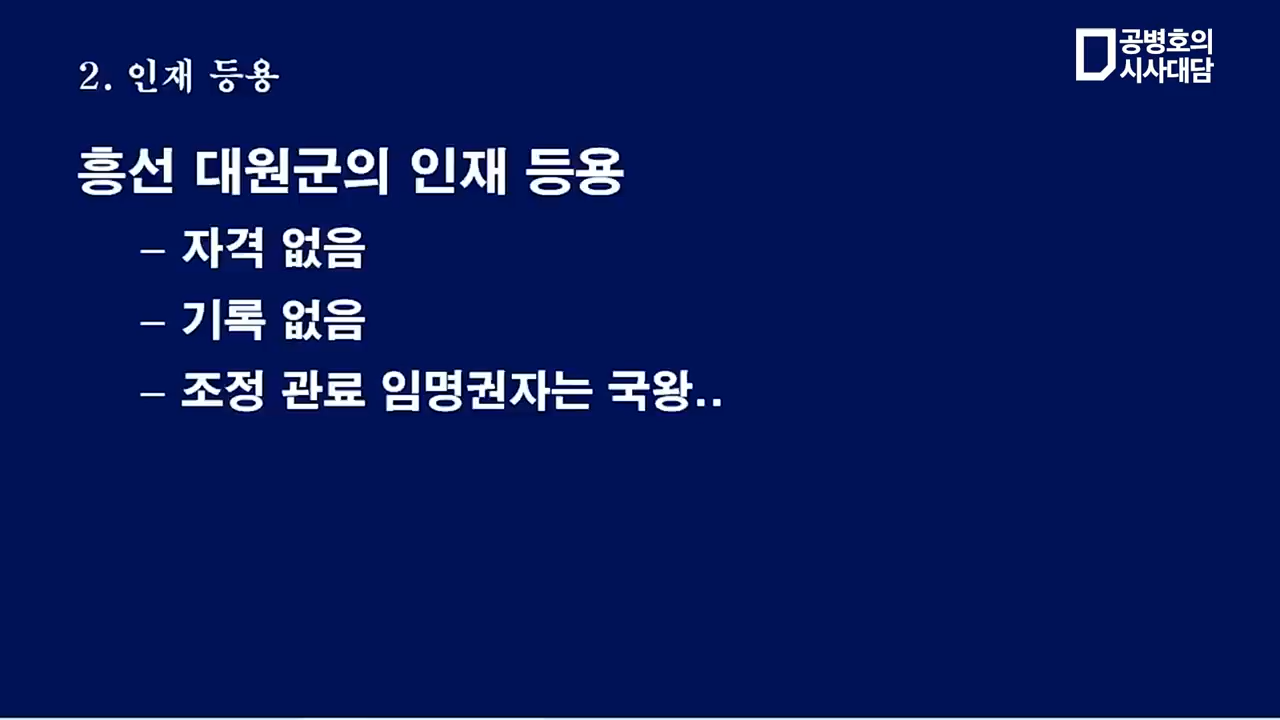 2. 인재 등용
공병호의
시사대담
흥선 대원군의 인재 등용
– 자격 없음
– 기록 없음
– 조정 관료 임명권자는 국왕..